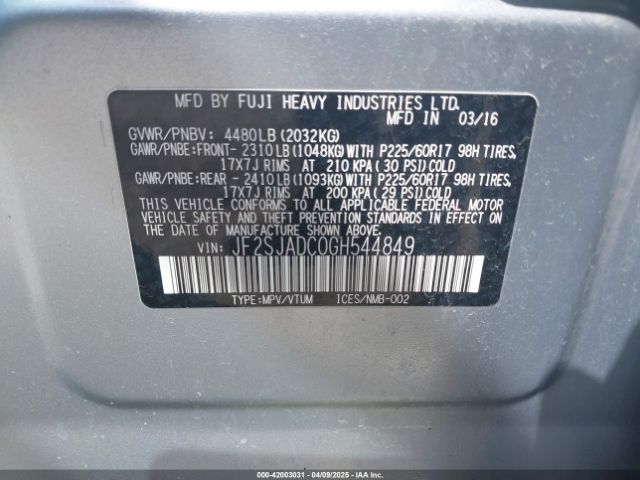 MFD BY FUJI HEAVY INDUSTRIES LTD.
MFD IN 03/16
GVWR/PNBV: 4480LB(2032KG)
GAWR/PNBE:FRONT- 2310LB(1048KG)WITH P225/60R17 98H TIRES,
17X7J RIMS AT 210 KPA(30 PSI)COLD
GAWR/PNBE:REAR - 2410LB(1093KG)WITH P225/60R17 98H TIRES,
17X7J RIMS AT 200 KPA(29 PSI)COLD
THIS VEHICLE CONFORMS TO ALL APPLICABLE FEDERAL MOTOR
VEHICLE SAFETY AND THEFT PREVENTION STANDARDS IN EFFECT ON
THE DATE OF MANUFACTURE SHOWN ABOVE.
VIN: JF2SJADC0GH544849
TYPE:MPV/VTUM ICES/NMB-002
000-42003031 - 04/09/2025 - IAAI.COM